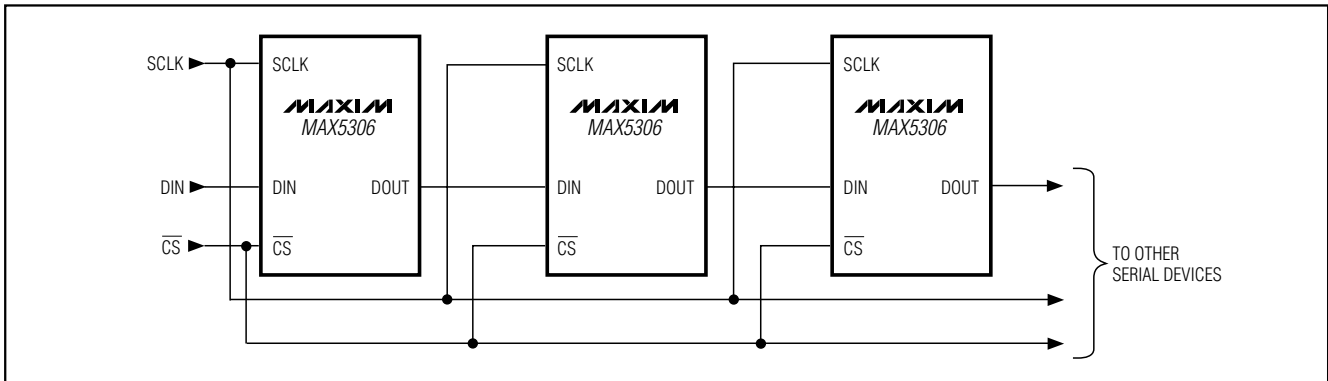 SCLK
SCLK
MAXIM
MAX5306
DIN
DIN
DOUT
CS
CS
SCLK
MAXIM
MAX5306
DIN
DOUT
CS
SCLK
MAXIM
MAX5306
DIN
DOUT
CS
TO OTHER
SERIAL DEVICES